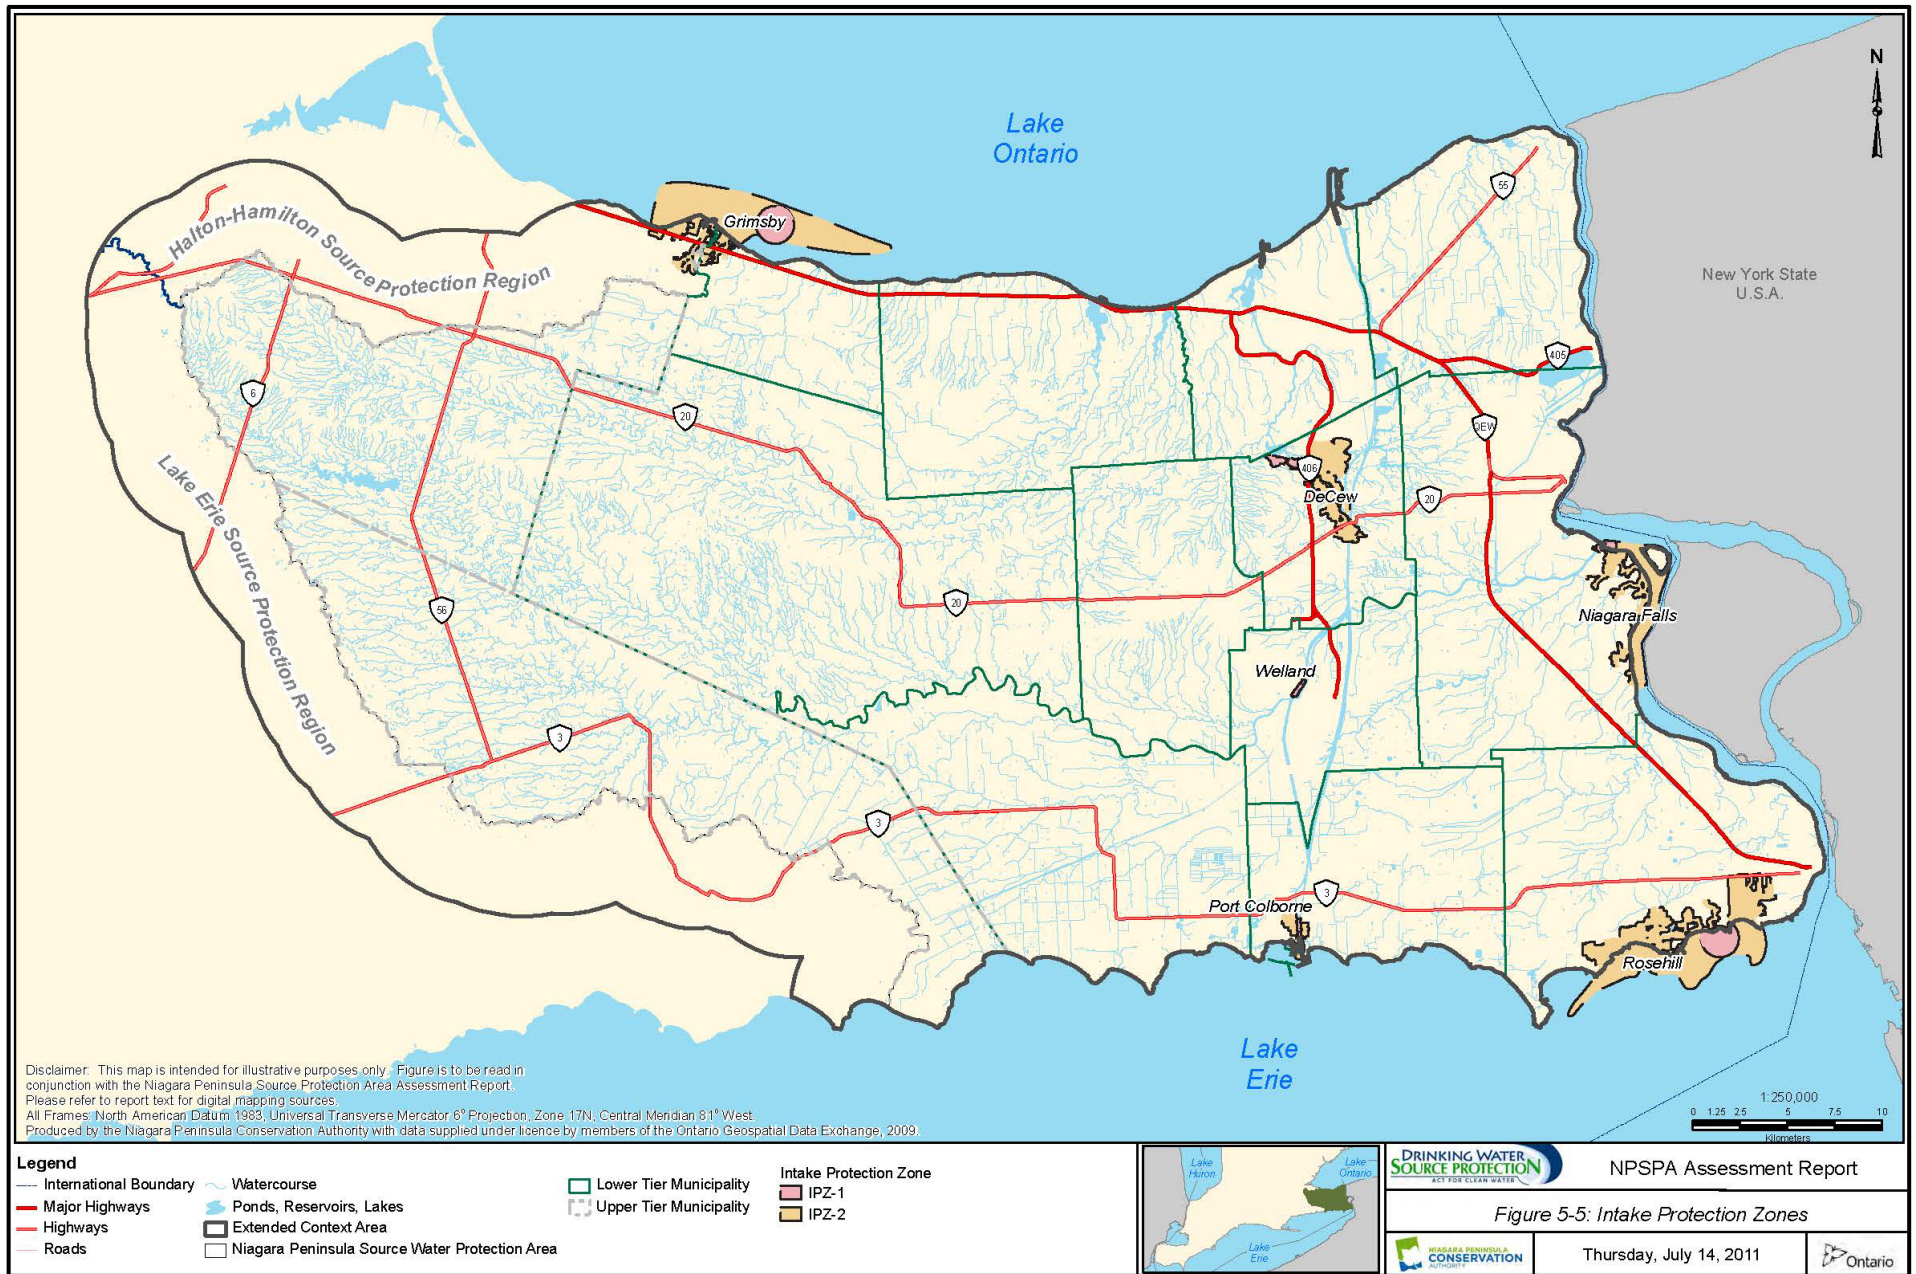 N
Lake
Ontario
55
Grimsby
Halton-Hamilton Source Protection Region
New York State
U.S.A.
405
6
20
QEW
406
DeCew
20
Lake Erie Source Protection Region
56
20
Niagara Falls
Welland
3
3
3
Port Colborne
Rosehill
Lake
Erie
Disclaimer: This map is intended for illustrative purposes only. Figure is to be read in
conjunction with the Niagara Peninsula Source Protection Area Assessment Report.
Please refer to report text for digital mapping sources.
All Frames: North American Datum 1983, Universal Transverse Mercator 6° Projection, Zone 17N, Central Meridian 81° West.
Produced by the Niagara Peninsula Conservation Authority with data supplied under licence by members of the Ontario Geospatial Data Exchange, 2009.
1:250,000
0 1.25 2.5 5 7.5 10
Kilometers
Legend
International Boundary
Major Highways
Highways
Roads
Watercourse
Ponds, Reservoirs, Lakes
Extended Context Area
Niagara Peninsula Source Water Protection Area
Lower Tier Municipality
Upper Tier Municipality
Intake Protection Zone
IPZ-1
IPZ-2
Lake
Huron
Lake
Ontario
Lake
Erie
DRINKING WATER
SOURCE PROTECTION
ACT FOR CLEAN WATER
NPSPA Assessment Report
Figure 5-5: Intake Protection Zones
NIAGARA PENINSULA
CONSERVATION
AUTHORITY
Thursday, July 14, 2011
Ontario